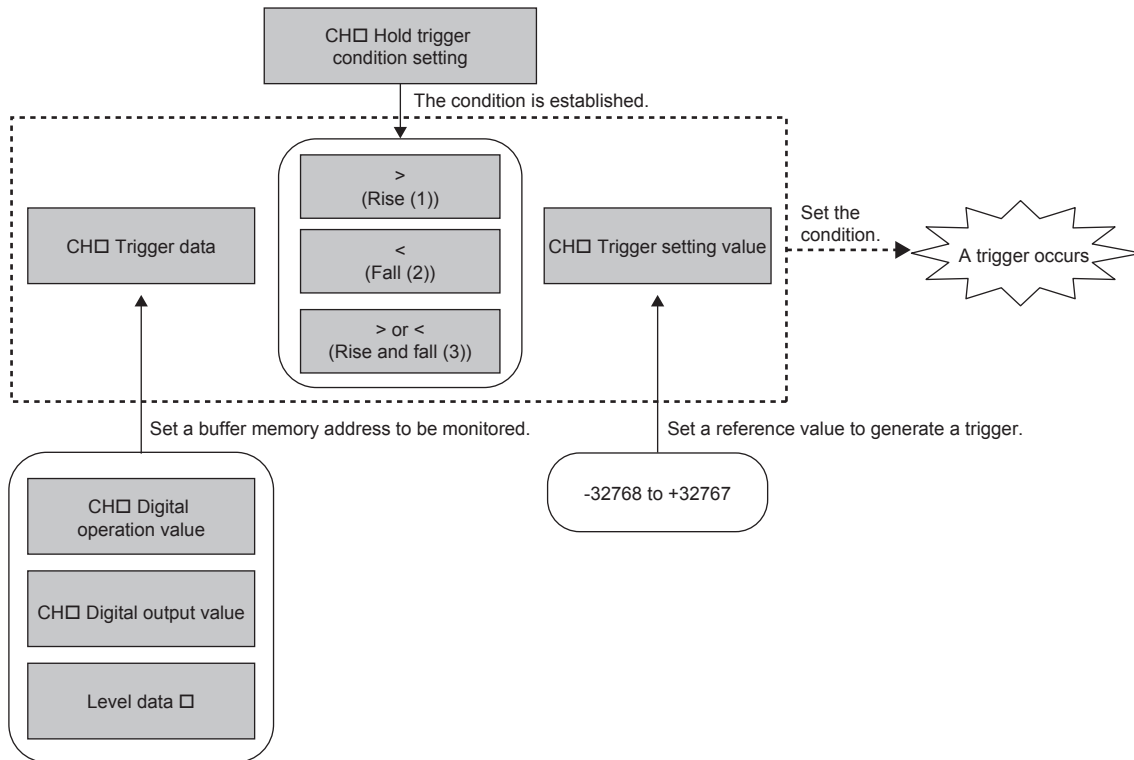 CH□ Hold trigger
condition setting
The condition is established.
>
(Rise (1))
CH□ Trigger data
<
(Fall (2))
CH□ Trigger setting value
Set the
condition.
A trigger occurs
> or <
(Rise and fall (3))
Set a buffer memory address to be monitored.
Set a reference value to generate a trigger.
CH□ Digital
operation value
-32768 to +32767
CH□ Digital output value
Level data □